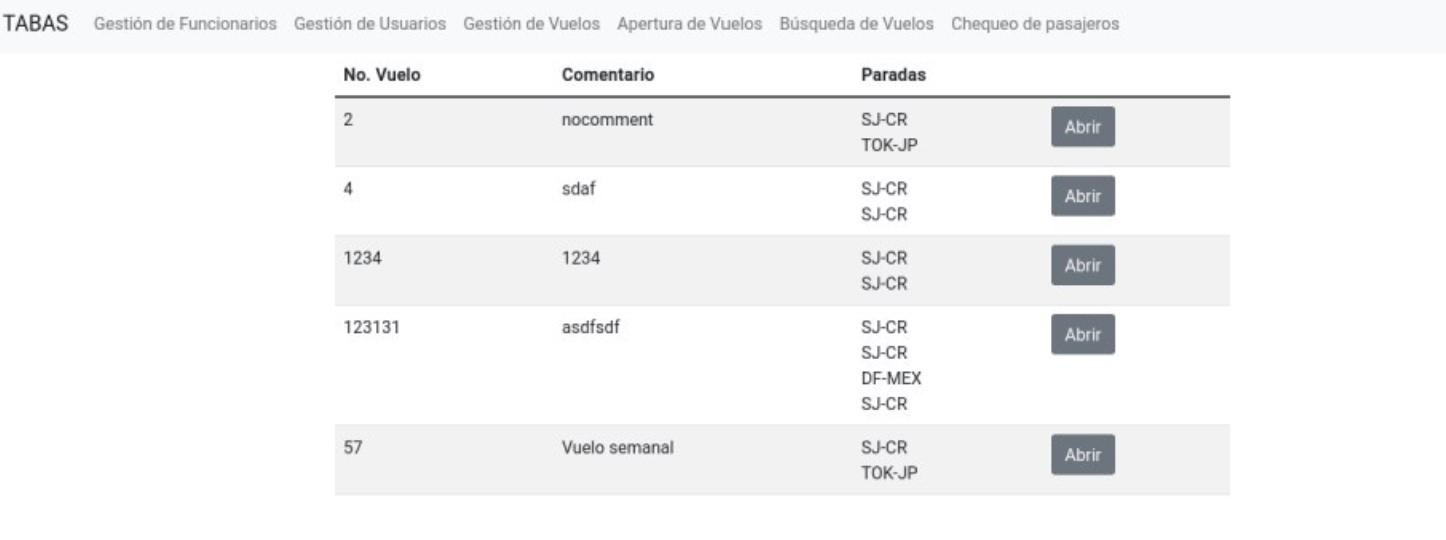 TABAS Gestión de Funcionarios Gestión de Usuarios Gestión de Vuelos Apertura de Vuelos Búsqueda de Vuelos Chequeo de pasajeros
No. Vuelo Comentario Paradas
2 nocomment SJ-CR Abrir
TOK-JP
4 sdaf SJ-CR Abrir
SJ-CR
1234 1234 SJ-CR Abrir
SJ-CR
123131 asdfsdf SJ-CR Abrir
SJ-CR
DF-MEX
SJ-CR
57 Vuelo semanal SJ-CR Abrir
TOK-JP